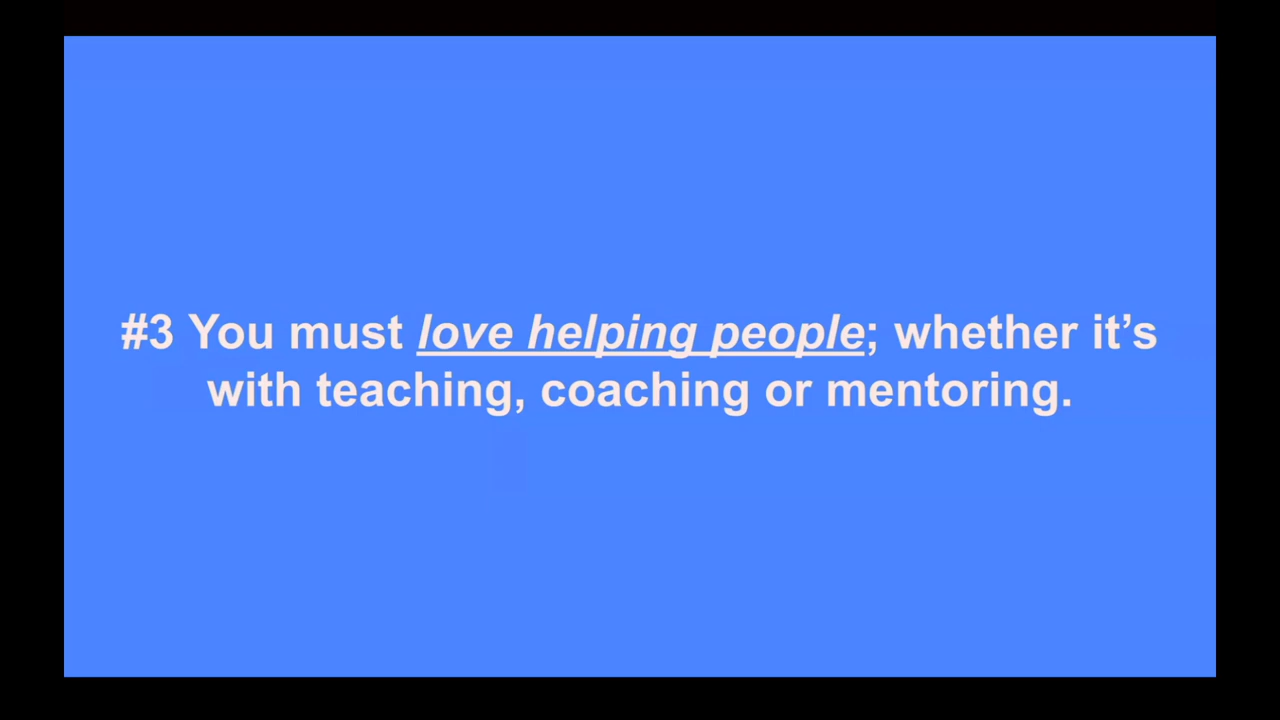 #3 You must love helping people; whether it’s
with teaching, coaching or mentoring.